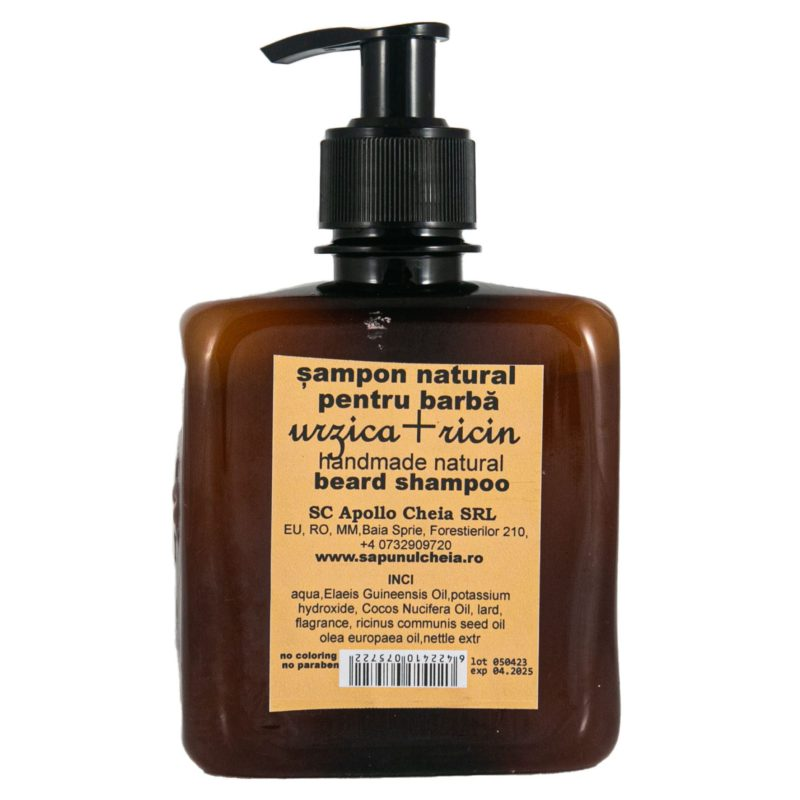 șampon natural
pentru barbă
urzica+ricin
handmade natural
beard shampoo
SC Apollo Cheia SRL
EU, RO, MM,Baia Sprie, Forestierilor 210,
+4 0732909720
www.sapunulcheia.ro
INCI
aqua,Elaeis Guineensis Oil,potassium
hydroxide, Cocos Nucifera Oil, lard,
flagrance, ricinus communis seed oil
olea europaea oil,nettle extr
no coloring
no paraben
6422410075722
lot 050423
exp 04.2025